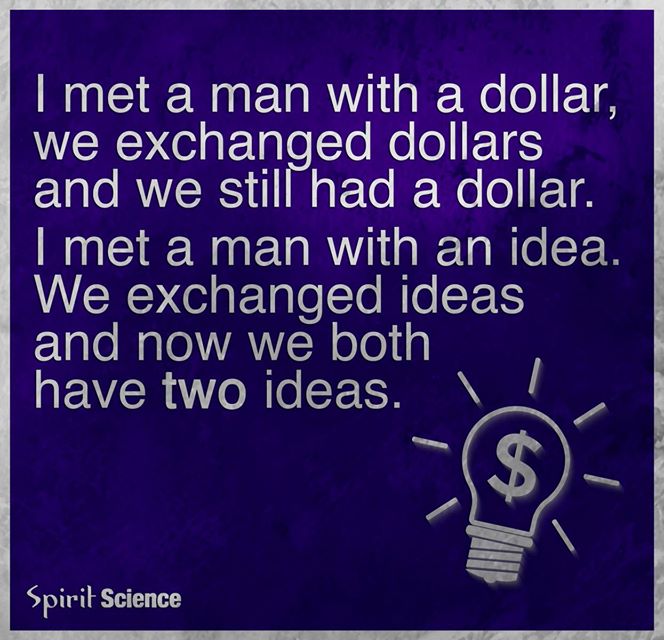 I met a man with a dollar,
we exchanged dollars
and we still had a dollar.
I met a man with an idea.
We exchanged ideas
and now we both
have two ideas.
$
Spirit Science